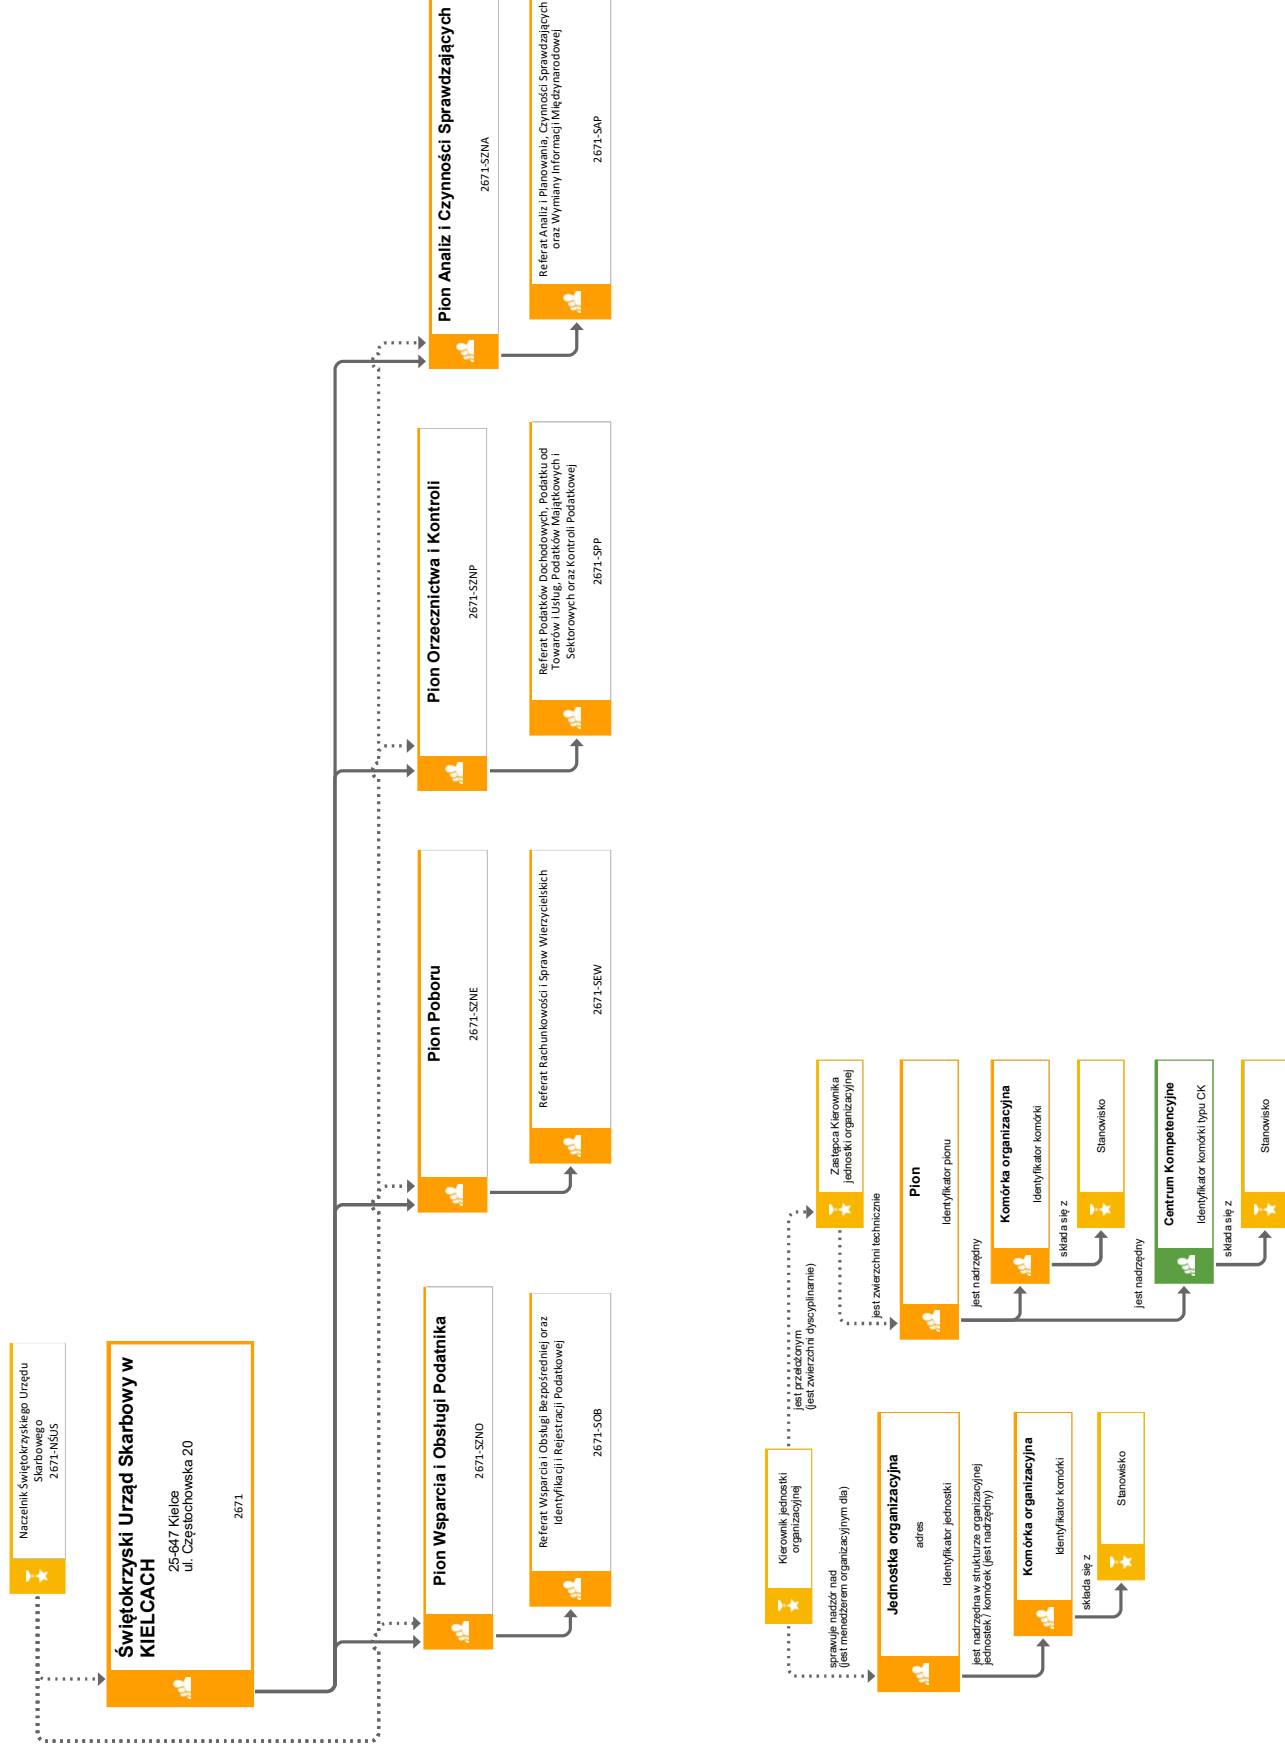 Naczelnik Świętokrzyskiego Urzędu
Skarbowego
2671-NŚUS
Świętokrzyski Urząd Skarbowy w
KIELCACH
25-647 Kielce
ul. Częstochowska 20
2671
Pion Wsparcia i Obsługi Podatnika
2671-SZNO
Referat Wsparcia i Obsługi Bezpośredniej oraz
Identyfikacji i Rejestracji Podatkowej
2671-SOB
Pion Poboru
2671-SZNE
Referat Rachunkowości i Spraw Wierzycielskich
2671-SEW
Pion Orzecznictwa i Kontroli
2671-SZNP
Referat Podatków Dochodowych, Podatku od
Towarów i Usług, Podatków Majątkowych i
Sektorowych oraz Kontroli Podatkowej
2671-SPP
Pion Analiz i Czynności Sprawdzających
2671-SZNA
Referat Analiz i Planowania, Czynności Sprawdzających
oraz Wymiany Informacji Międzynarodowej
2671-SAP
Kierownik jednostki
organizacyjnej
sprawuje nadzór nad
(jest menedżerem organizacyjnym dla)
jest przełożonym
(jest zwierzchni dyscyplinarnie)
Jednostka organizacyjna
adres
Identyfikator jednostki
jest nadrzędna w strukturze organizacyjnej
jednostek / komórek (jest nadrzędny)
Komórka organizacyjna
Identyfikator komórki
składa się z
Stanowisko
Zastępca Kierownika
jednostki organizacyjnej
jest zwierzchni technicznie
Pion
Identyfikator pionu
jest nadrzędny
Komórka organizacyjna
Identyfikator komórki
składa się z
Stanowisko
jest nadrzędny
Centrum Kompetencyjne
Identyfikator komórki typu CK
składa się z
Stanowisko